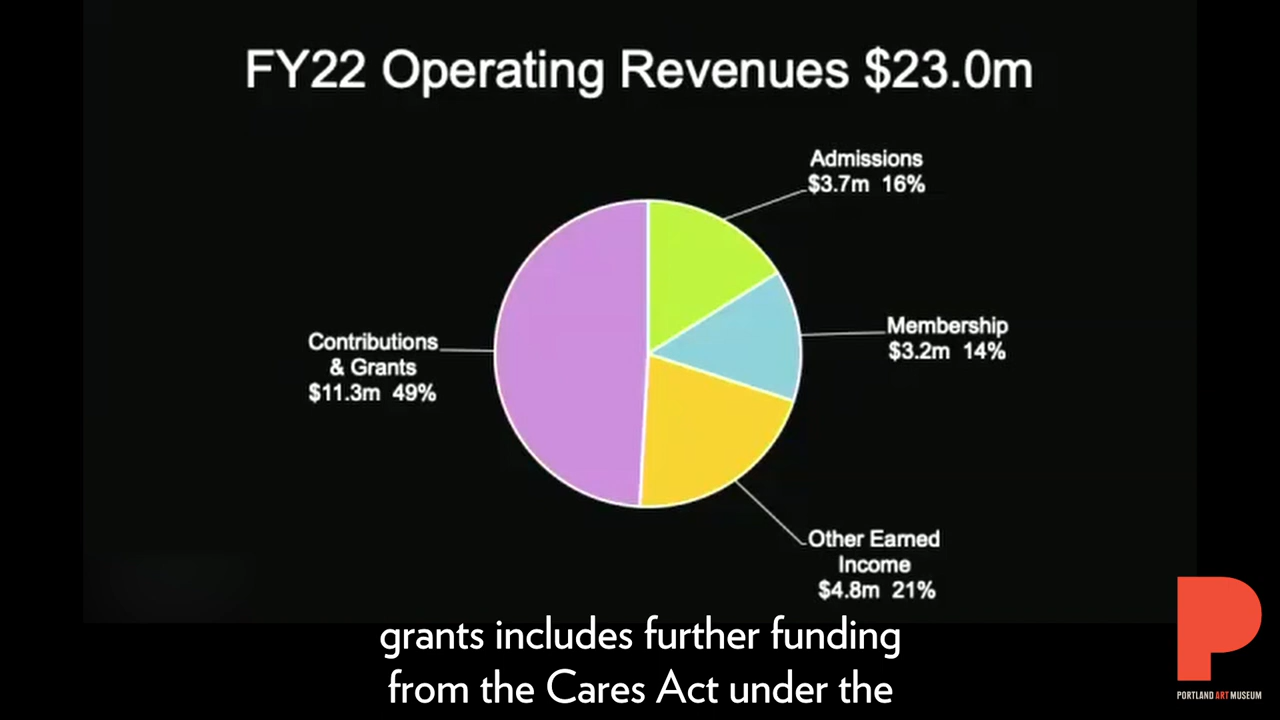 FY22 Operating Revenues $23.0m
Admissions
$3.7m 16%
Membership
$3.2m 14%
Contributions
& Grants
$11.3m 49%
Other Earned
Income
$4.8m 21%
grants includes further funding
from the Cares Act under the
PORTLAND ART MUSEUM